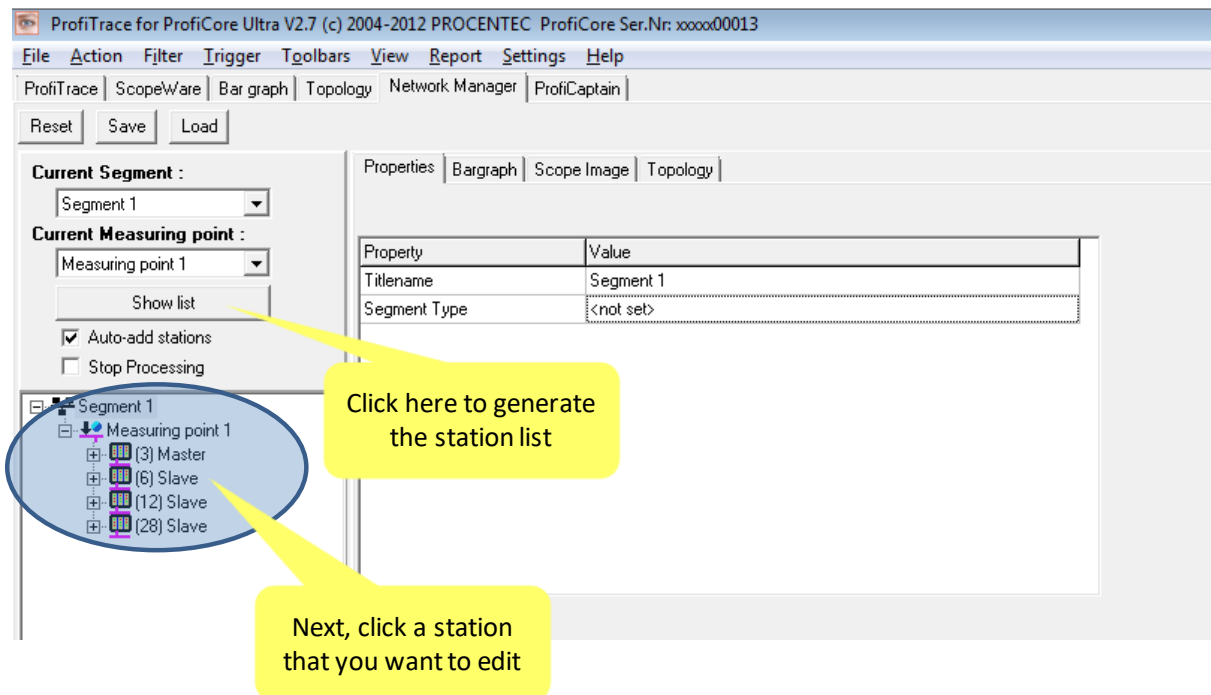 ProfiTrace for ProfiCore Ultra V2.7 (c) 2004-2012 PROCENTEC ProfiCore Ser.Nr: xxxxx00013
File Action Filter Trigger Toolbars View Report Settings Help
ProfiTrace ScopeWare Bar graph Topology Network Manager ProfiCaptain
Reset Save Load
Current Segment :
Segment 1
Current Measuring point :
Measuring point 1
Show list
Auto-add stations
Stop Processing
Segment 1
Measuring point 1
(3) Master
(6) Slave
(12) Slave
(28) Slave
Properties Bargraph Scope Image Topology
Property Value
Titlename Segment 1
Segment Type <not set>
Click here to generate
the station list
Next, click a station
that you want to edit